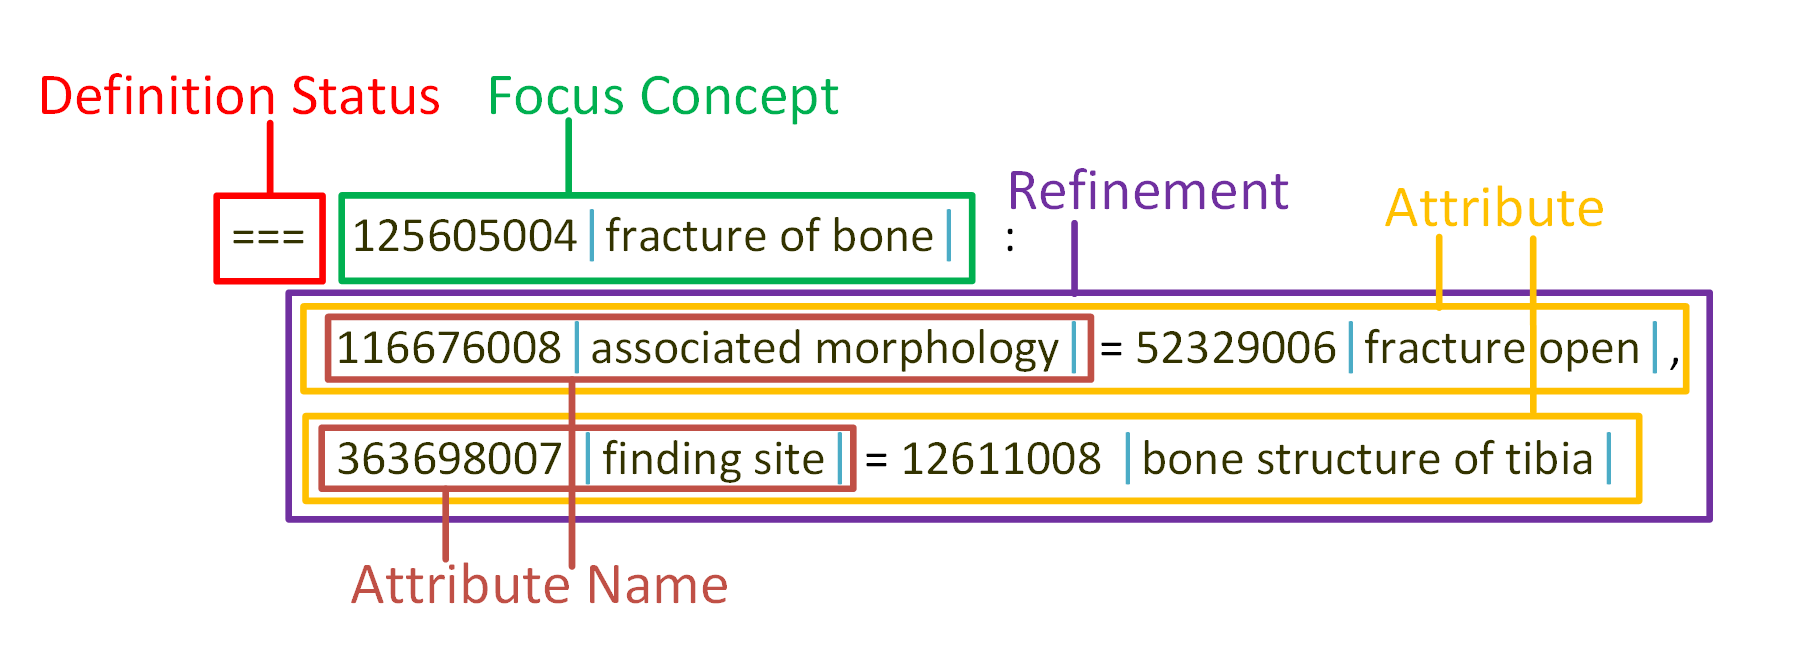 Definition Status Focus Concept
Refinement Attribute
=== 125605004 | fracture of bone | :
116676008 | associated morphology | = 52329006 | fracture open | ,
363698007 | finding site | = 12611008 | bone structure of tibia |
Attribute Name